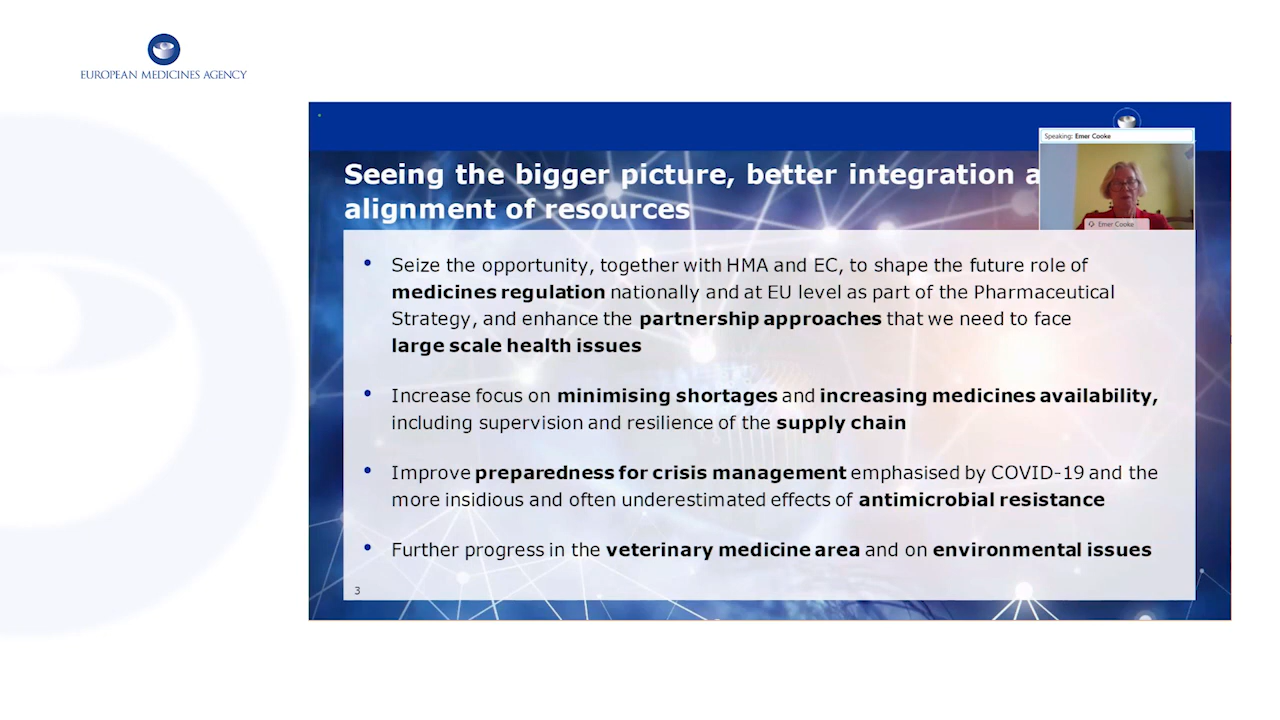 EUROPEAN MEDICINES AGENCY
Speaking: Emer Cooke
Emer Cooke
Seeing the bigger picture, better integration a
alignment of resources
• Seize the opportunity, together with HMA and EC, to shape the future role of
medicines regulation nationally and at EU level as part of the Pharmaceutical
Strategy, and enhance the partnership approaches that we need to face
large scale health issues
• Increase focus on minimising shortages and increasing medicines availability,
including supervision and resilience of the supply chain
• Improve preparedness for crisis management emphasised by COVID-19 and the
more insidious and often underestimated effects of antimicrobial resistance
• Further progress in the veterinary medicine area and on environmental issues
3